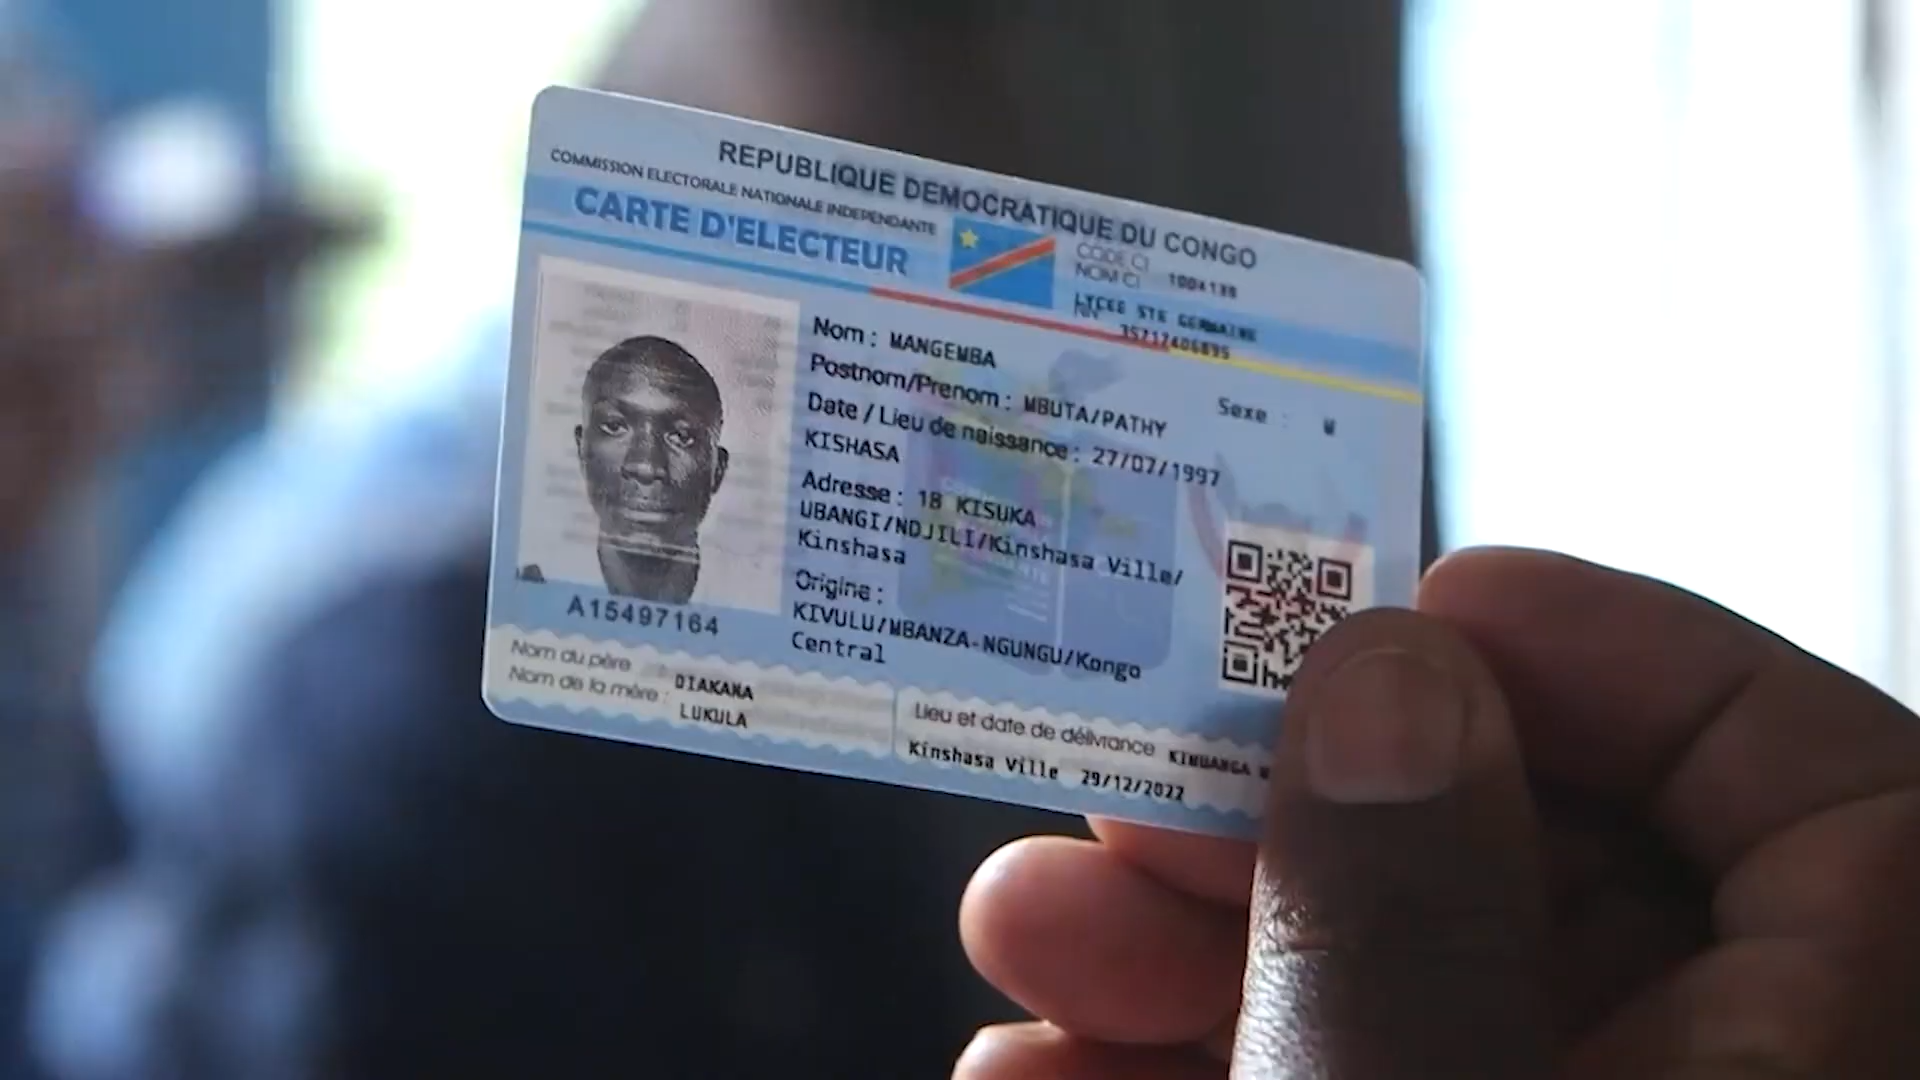 REPUBLIQUE DEMOCRATIQUE DU CONGO
COMMISSION ELECTORALE NATIONALE INDEPENDANTE
CARTE D'ELECTEUR
CODE CI
NOM CI
LYCEE STE GERMAINE
NN 35717406895
Nom : MANGEMBA
Postnom/Prenom : MBUTA/PATHY
Sexe : M
Date / Lieu de naissance : 27/07/1997
KISHASA
Adresse : 18 KISUKA
UBANGI/NDJILI/Kinshasa Ville/
Kinshasa
Origine :
KIVULU/MBANZA-NGUNGU/Kongo
Central
A15497164
Nom du père DIAKANA
Nom de la mère : LUKULA
Lieu et date de délivrance
Kinshasa Ville 29/12/2022